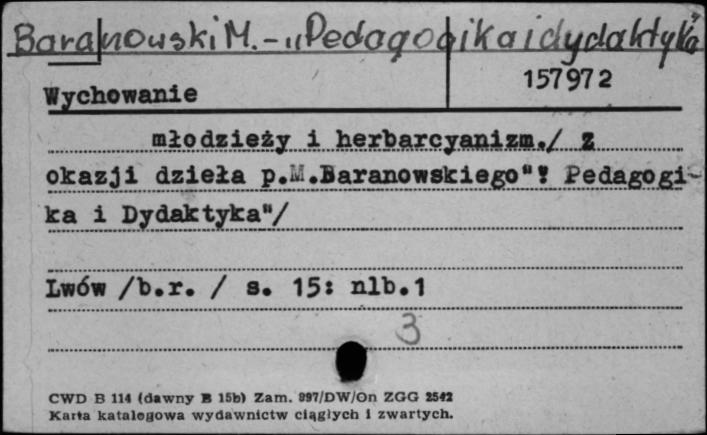 Baranowski M. - „Pedagogika i dydaktyka"
157972
Wychowanie
młodzieży i herbarcyanizm./ z
okazji dzieła p.M.Baranowskiego"! Pedagogi-
ka i Dydaktyka"/
Lwów /b.r. / s. 15: nlb.1
3
CWD B 114 (dawny B 15b) Zam. 997/DW/On ZGG 2542
Karta katalogowa wydawnictw ciągłych i zwartych.